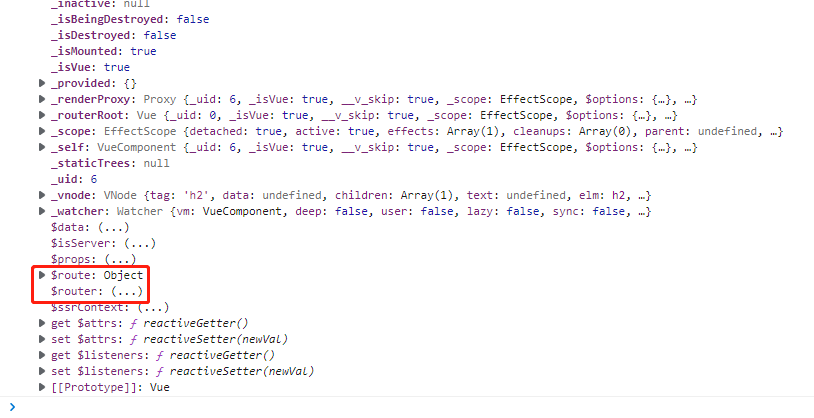 _inactive: null
_isBeingDestroyed: false
_isDestroyed: false
_isMounted: true
_isVue: true
▶ _provided: {}
▶ _renderProxy: Proxy {_uid: 6, _isVue: true, __v_skip: true, _scope: EffectScope, $options: {…}, …}
▶ _routerRoot: Vue {_uid: 0, _isVue: true, __v_skip: true, _scope: EffectScope, $options: {…}, …}
▶ _scope: EffectScope {detached: true, active: true, effects: Array(1), cleanups: Array(0), parent: undefined, …}
▶ _self: VueComponent {_uid: 6, _isVue: true, __v_skip: true, _scope: EffectScope, $options: {…}, …}
_staticTrees: null
_uid: 6
▶ _vnode: VNode {tag: 'h2', data: undefined, children: Array(1), text: undefined, elm: h2, …}
▶ _watcher: Watcher {vm: VueComponent, deep: false, user: false, lazy: false, sync: false, …}
$data: (...)
$isServer: (...)
$props: (...)
▶ $route: Object
$router: (...)
$ssrContext: (...)
▶ get $attrs: ƒ reactiveGetter()
▶ set $attrs: ƒ reactiveSetter(newVal)
▶ get $listeners: ƒ reactiveGetter()
▶ set $listeners: ƒ reactiveSetter(newVal)
▶ [[Prototype]]: Vue